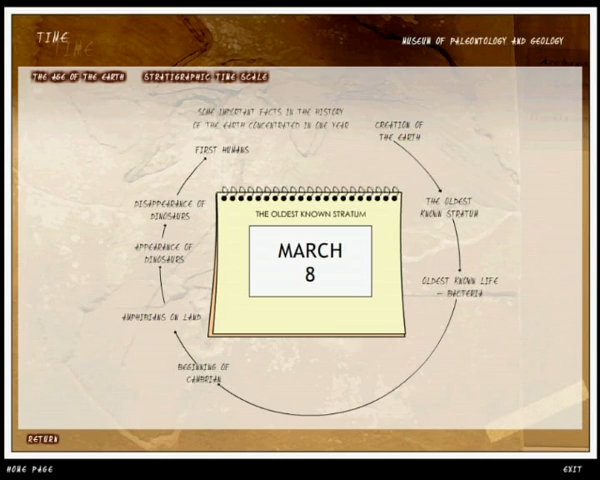 TIME
TIME
MUSEUM OF PALEONTOLOGY AND GEOLOGY
THE AGE OF THE EARTH
STRATIGRAPHIC TIME SCALE
SOME IMPORTANT FACTS IN THE HISTORY
OF THE EARTH CONCENTRATED IN ONE YEAR
CREATION OF
THE EARTH
FIRST HUMANS
DISAPPEARANCE OF
DINOSAURS
THE OLDEST
KNOWN STRATUM
THE OLDEST KNOWN STRATUM
MARCH
8
APPEARANCE OF
DINOSAURS
OLDEST KNOWN LIFE
– BACTERIA
AMPHIBIANS ON LAND
BEGINNING OF
CAMBRIAN
RETURN
HOME PAGE
EXIT